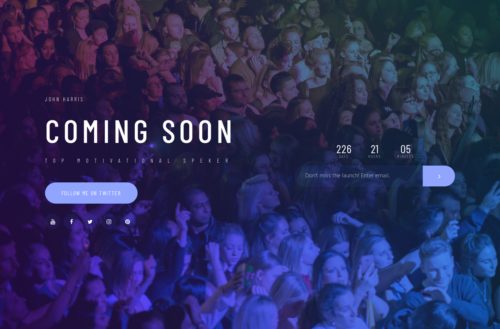 JOHN HARRIS
COMING SOON
TOP MOTIVATIONAL SPEKER
FOLLOW ME ON TWITTER
226 21 05
DAYS HOURS MINUTES
Don't miss the launch! Enter email.